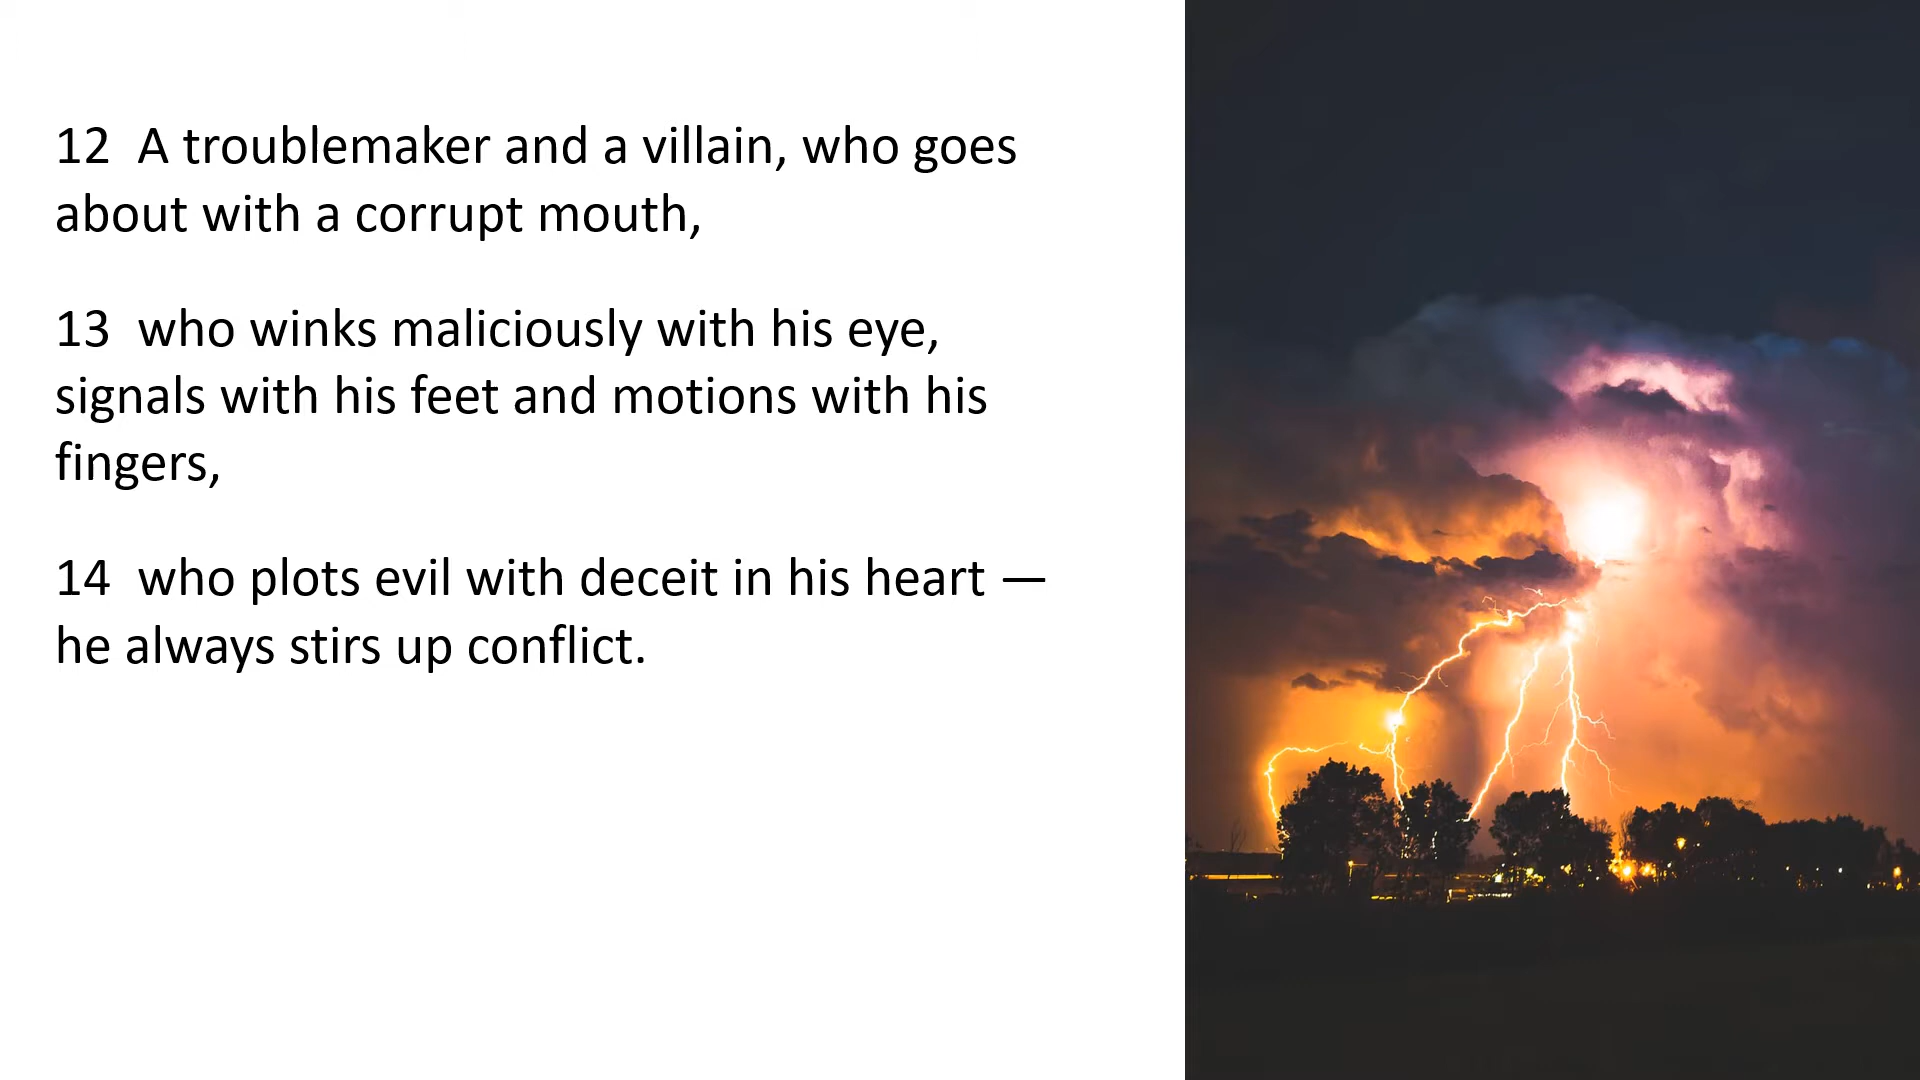 12  A troublemaker and a villain, who goes
about with a corrupt mouth,
13  who winks maliciously with his eye,
signals with his feet and motions with his
fingers,
14  who plots evil with deceit in his heart —
he always stirs up conflict.